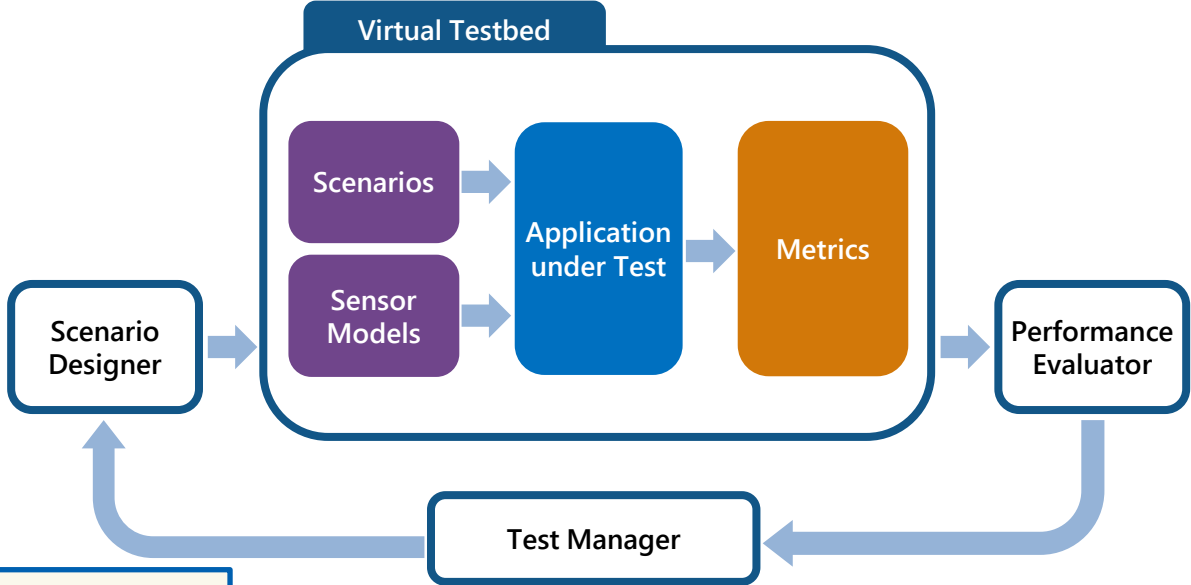 Virtual Testbed
Scenarios
Sensor
Models
Application
under Test
Metrics
Scenario
Designer
Performance
Evaluator
Test Manager